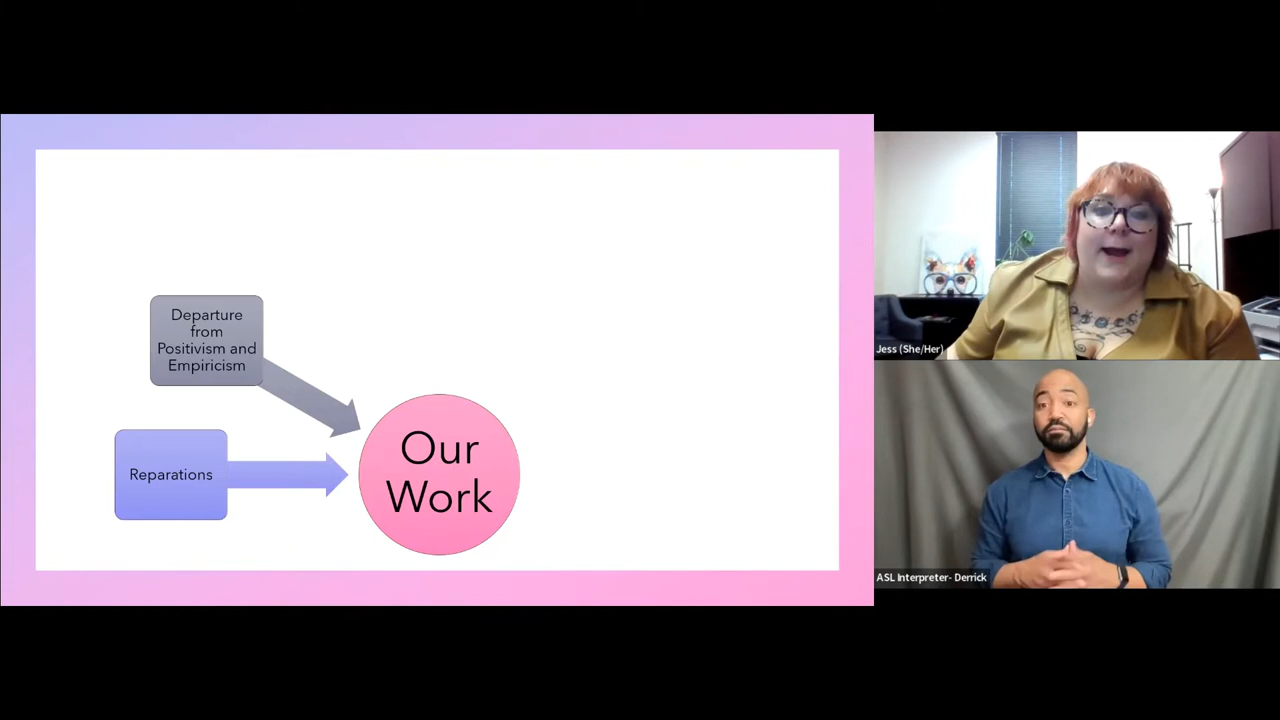 Departure
from
Positivism and
Empiricism
Reparations
Our
Work
Jess (She/Her)
ASL Interpreter- Derrick